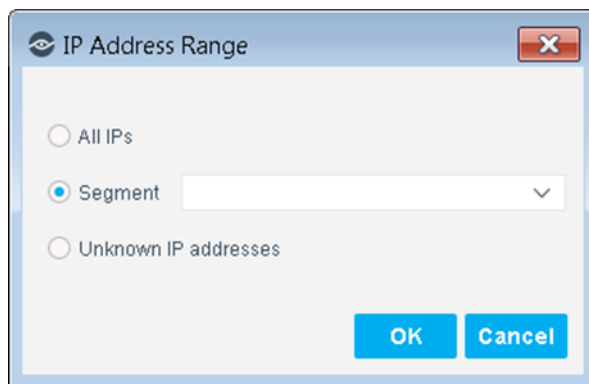 IP Address Range
All IPs
Segment
Unknown IP addresses
OK Cancel